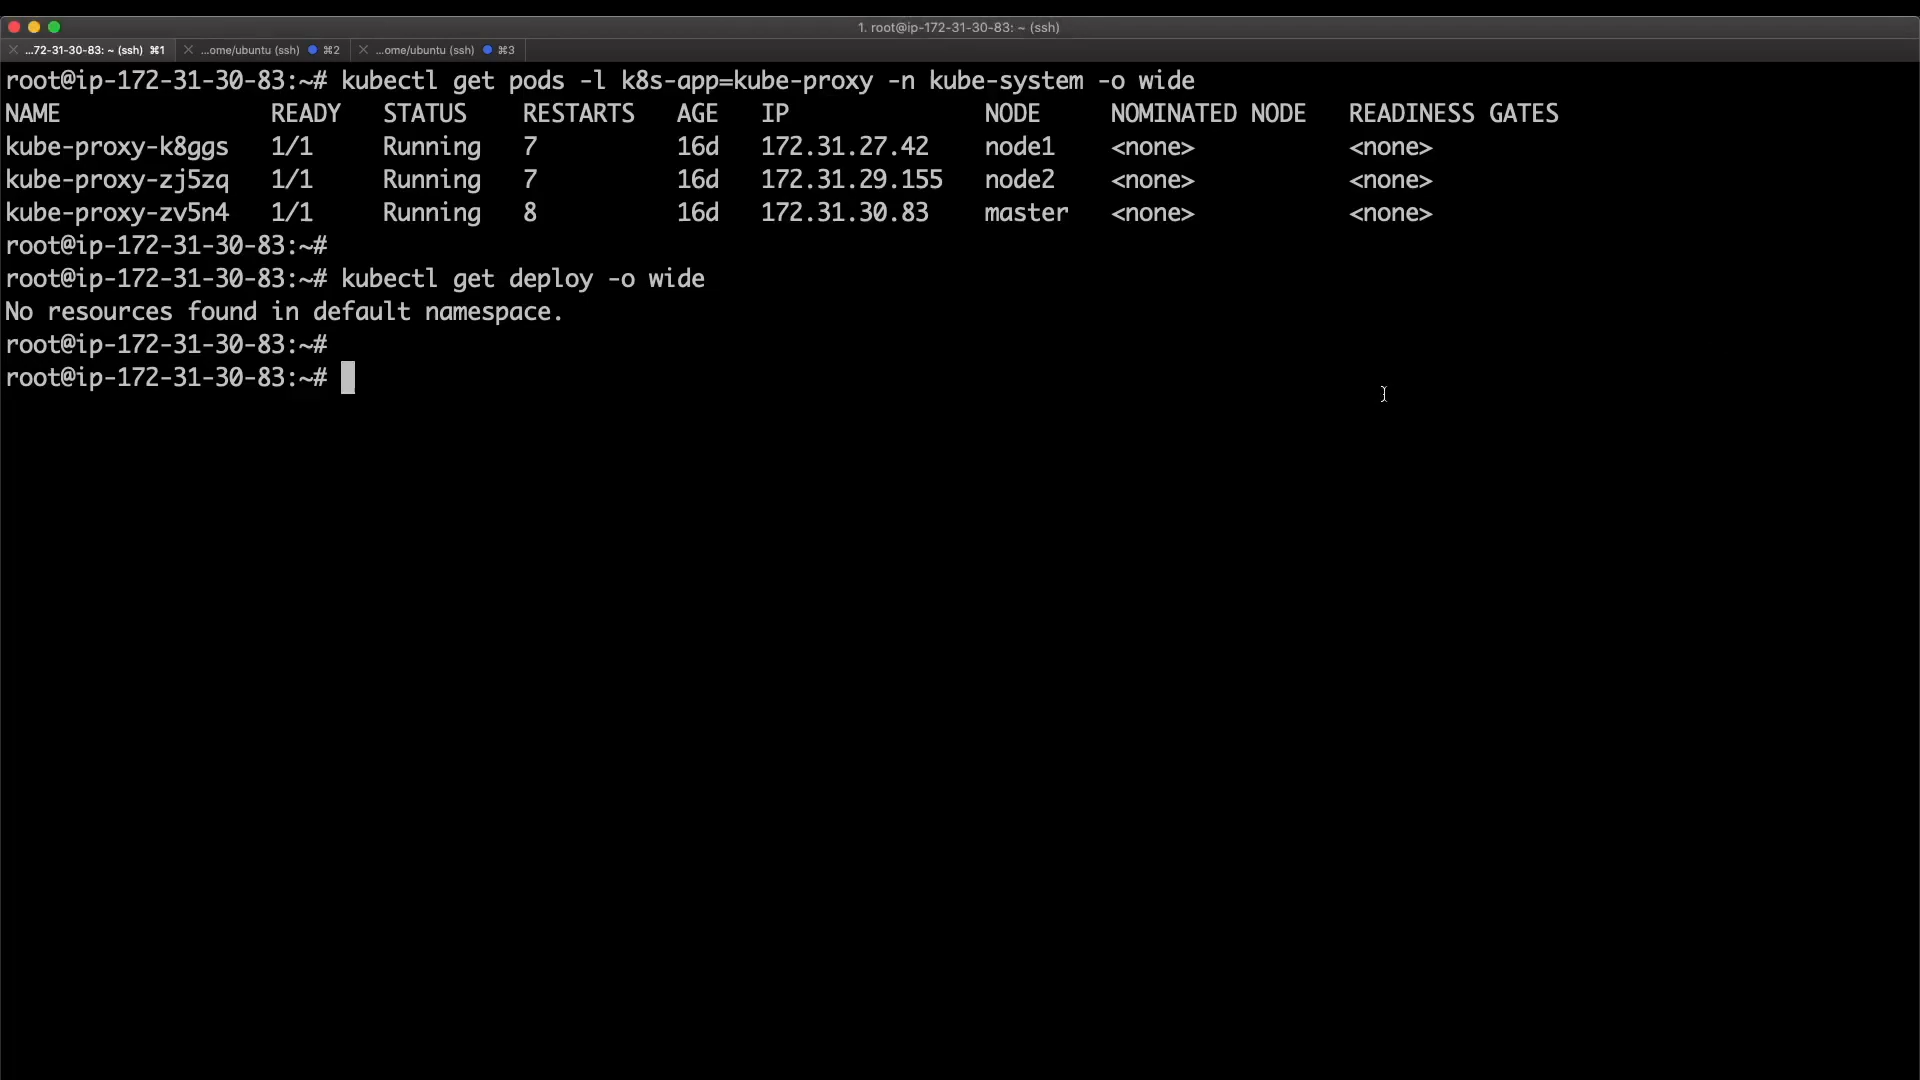 1. root@ip-172-31-30-83: ~ (ssh)
...72-31-30-83: ~ (ssh) ⌘1 ...ome/ubuntu (ssh) ⌘2 ...ome/ubuntu (ssh) ⌘3
root@ip-172-31-30-83:~# kubectl get pods -l k8s-app=kube-proxy -n kube-system -o wide
NAME READY STATUS RESTARTS AGE IP NODE NOMINATED NODE READINESS GATES
kube-proxy-k8ggs 1/1 Running 7 16d 172.31.27.42 node1 <none> <none>
kube-proxy-zj5zq 1/1 Running 7 16d 172.31.29.155 node2 <none> <none>
kube-proxy-zv5n4 1/1 Running 8 16d 172.31.30.83 master <none> <none>
root@ip-172-31-30-83:~#
root@ip-172-31-30-83:~# kubectl get deploy -o wide
No resources found in default namespace.
root@ip-172-31-30-83:~#
root@ip-172-31-30-83:~#